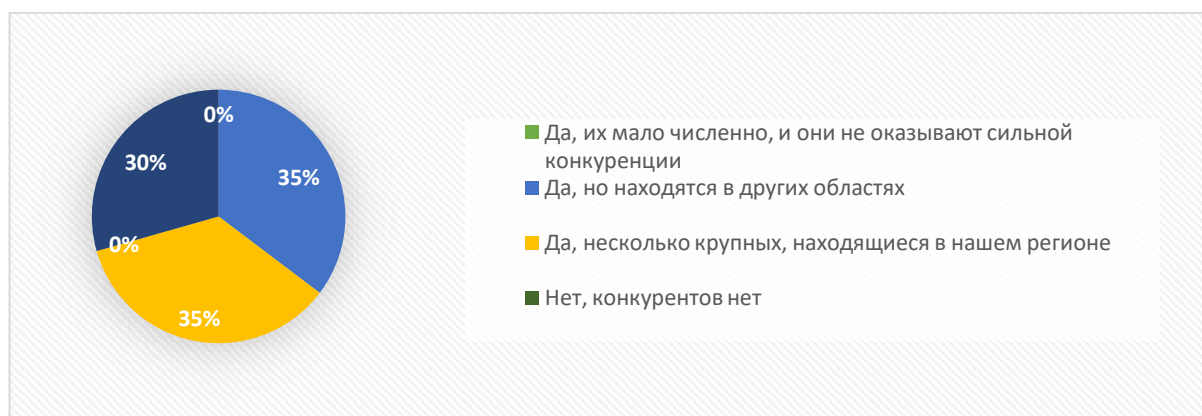 0%
35%
30%
0%
35%
Да, их мало численно, и они не оказывают сильной
конкуренции
Да, но находятся в других областях
Да, несколько крупных, находящиеся в нашем регионе
Нет, конкурентов нет